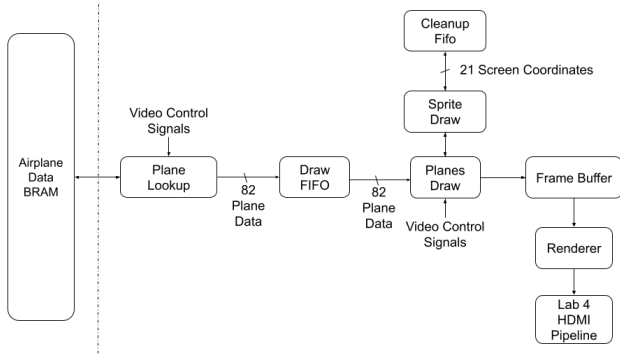 Cleanup
Fifo
21 Screen Coordinates
Sprite
Draw
Video Control
Signals
Airplane
Data
BRAM
Plane
Lookup
82
Plane
Data
Draw
FIFO
82
Plane
Data
Planes
Draw
Video Control
Signals
Frame Buffer
Renderer
Lab 4
HDMI
Pipeline